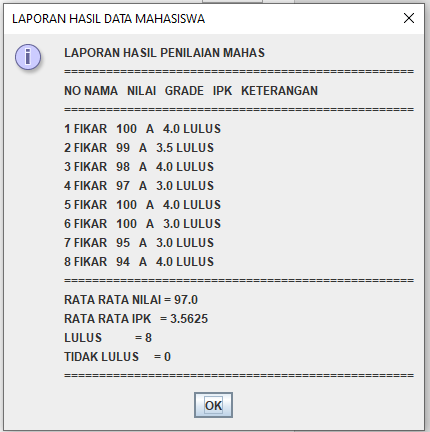 LAPORAN HASIL DATA MAHASISWA
LAPORAN HASIL PENILAIAN MAHAS
==================================================
NO NAMA NILAI GRADE IPK KETERANGAN
==================================================
1 FIKAR 100 A 4.0 LULUS
2 FIKAR 99 A 3.5 LULUS
3 FIKAR 98 A 4.0 LULUS
4 FIKAR 97 A 3.0 LULUS
5 FIKAR 100 A 4.0 LULUS
6 FIKAR 100 A 3.0 LULUS
7 FIKAR 95 A 3.0 LULUS
8 FIKAR 94 A 4.0 LULUS
==================================================
RATA RATA NILAI = 97.0
RATA RATA IPK = 3.5625
LULUS = 8
TIDAK LULUS = 0
==================================================
OK